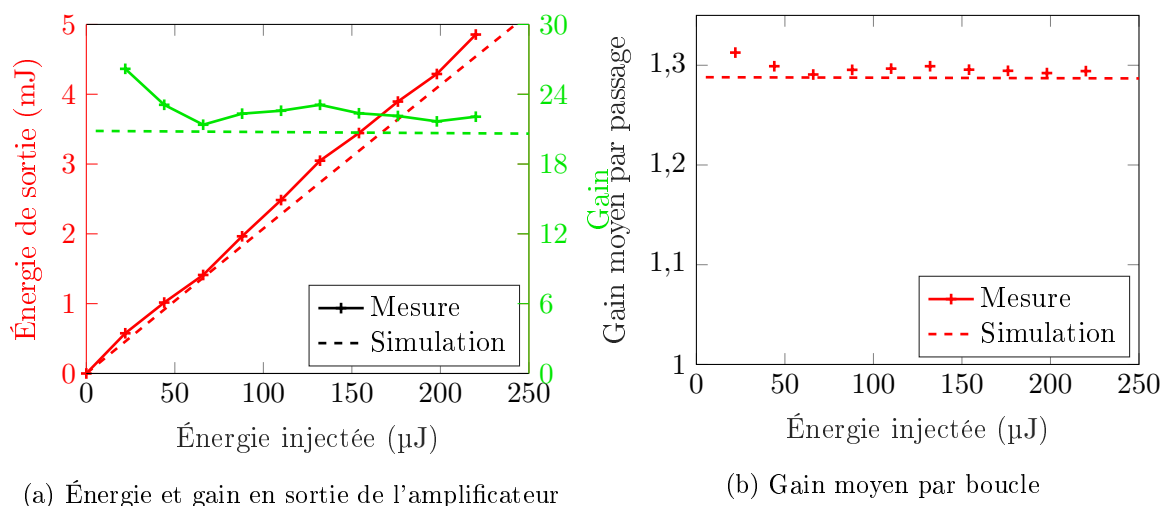 Énergie de sortie (mJ)
5
4
3
2
1
0
30
24
18
12
6
0
Gain
Mesure
Simulation
0 50 100 150 200 250
Énergie injectée (µJ)
(a) Énergie et gain en sortie de l'amplificateur
Gain moyen par passage
1,3
1,2
1,1
1
Mesure
Simulation
0 50 100 150 200 250
Énergie injectée (µJ)
(b) Gain moyen par boucle